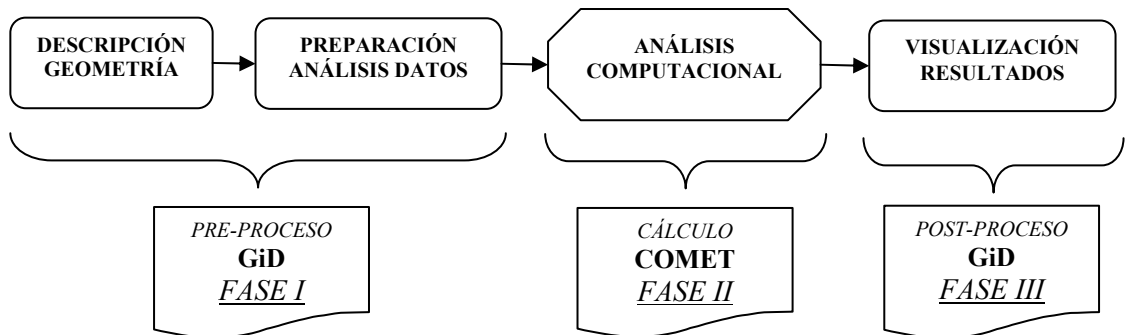 DESCRIPCIÓN
GEOMETRÍA
PREPARACIÓN
ANÁLISIS DATOS
ANÁLISIS
COMPUTACIONAL
VISUALIZACIÓN
RESULTADOS
PRE-PROCESO
GiD
FASE I
CÁLCULO
COMET
FASE II
POST-PROCESO
GiD
FASE III